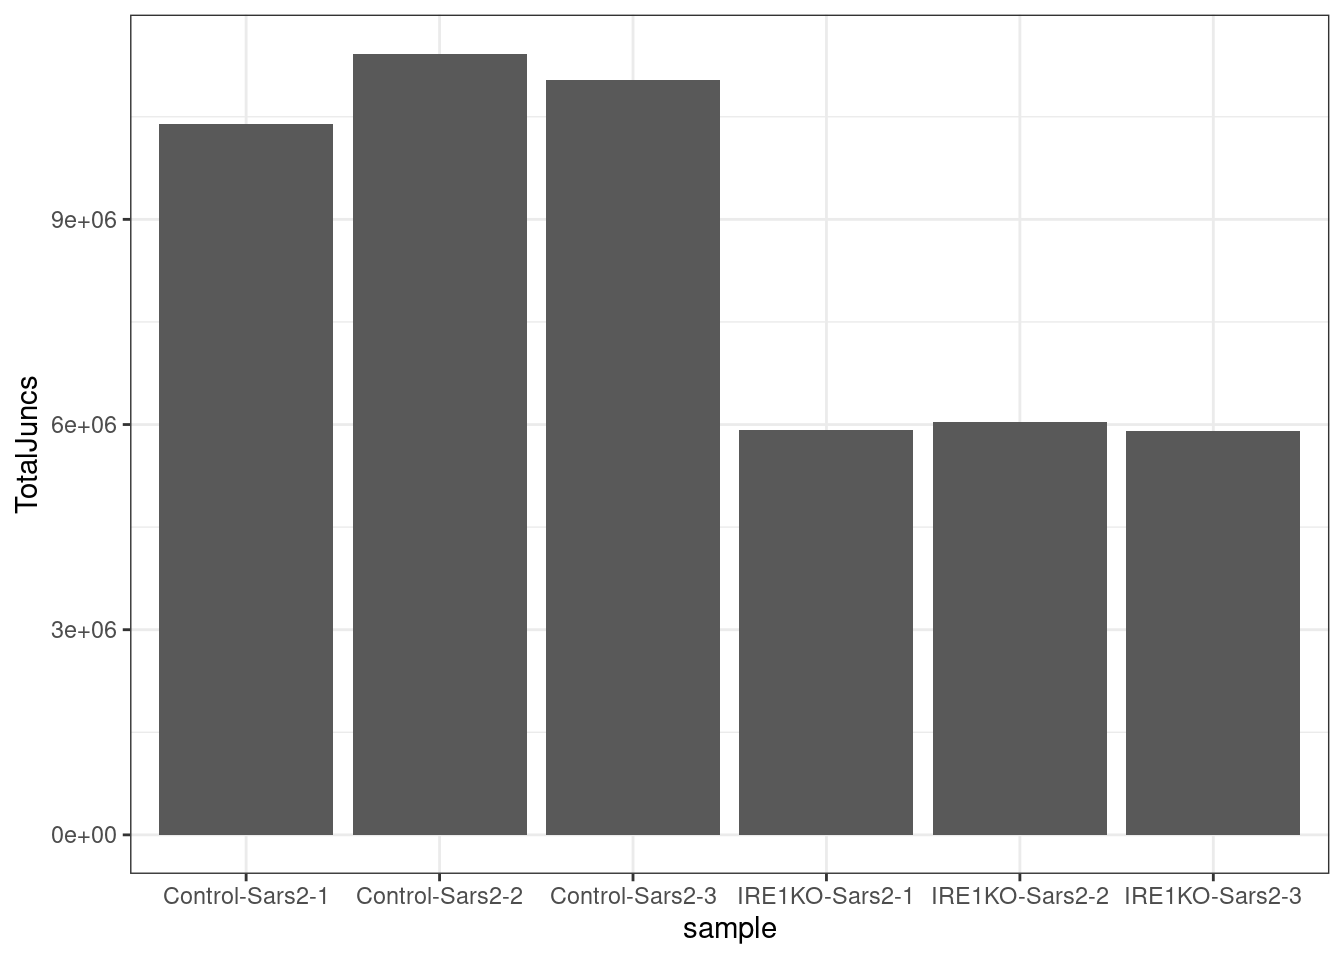 TotalJuncs
9e+06
6e+06
3e+06
0e+00
Control-Sars2-1 Control-Sars2-2 Control-Sars2-3 IRE1KO-Sars2-1 IRE1KO-Sars2-2 IRE1KO-Sars2-3
sample